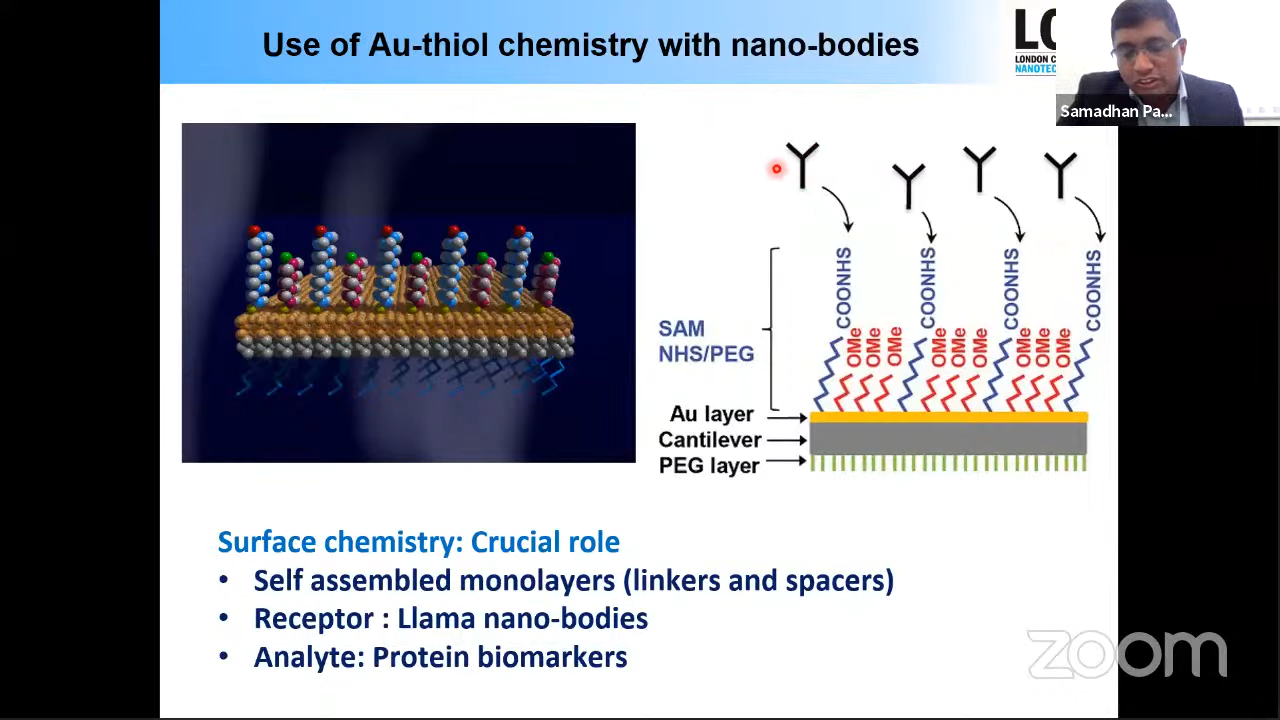 Use of Au-thiol chemistry with nano-bodies
LONDON C
NANOTEC
Samadhan Pa...
COONHS COONHS COONHS COONHS
SAM
NHS/PEG
OMe OMe OMe OMe OMe OMe OMe OMe OMe
Au layer
Cantilever
PEG layer
Surface chemistry: Crucial role
• Self assembled monolayers (linkers and spacers)
• Receptor : Llama nano-bodies
• Analyte: Protein biomarkers
zoom